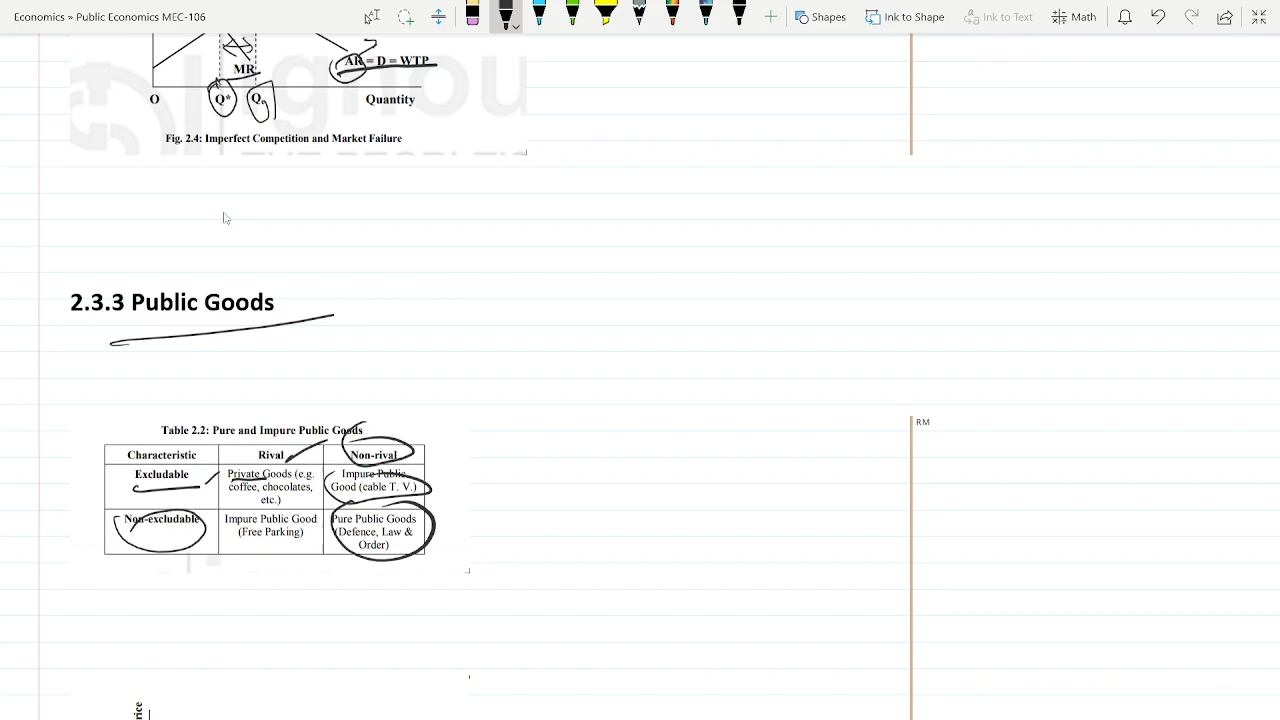 Economics » Public Economics MEC-106
Shapes
Ink to Shape
Ink to Text
Math
AR = D = WTP
MR
O
Q*
Quantity
Fig. 2.4: Imperfect Competition and Market Failure
2.3.3 Public Goods
Table 2.2: Pure and Impure Public Goods
RM
Characteristic Rival Non-rival
Excludable
Private Goods (e.g.
coffee, chocolates,
etc.)
Impure Public
Good (cable T. V.)
Non-excludable
Impure Public Good
(Free Parking)
Pure Public Goods
(Defence, Law &
Order)